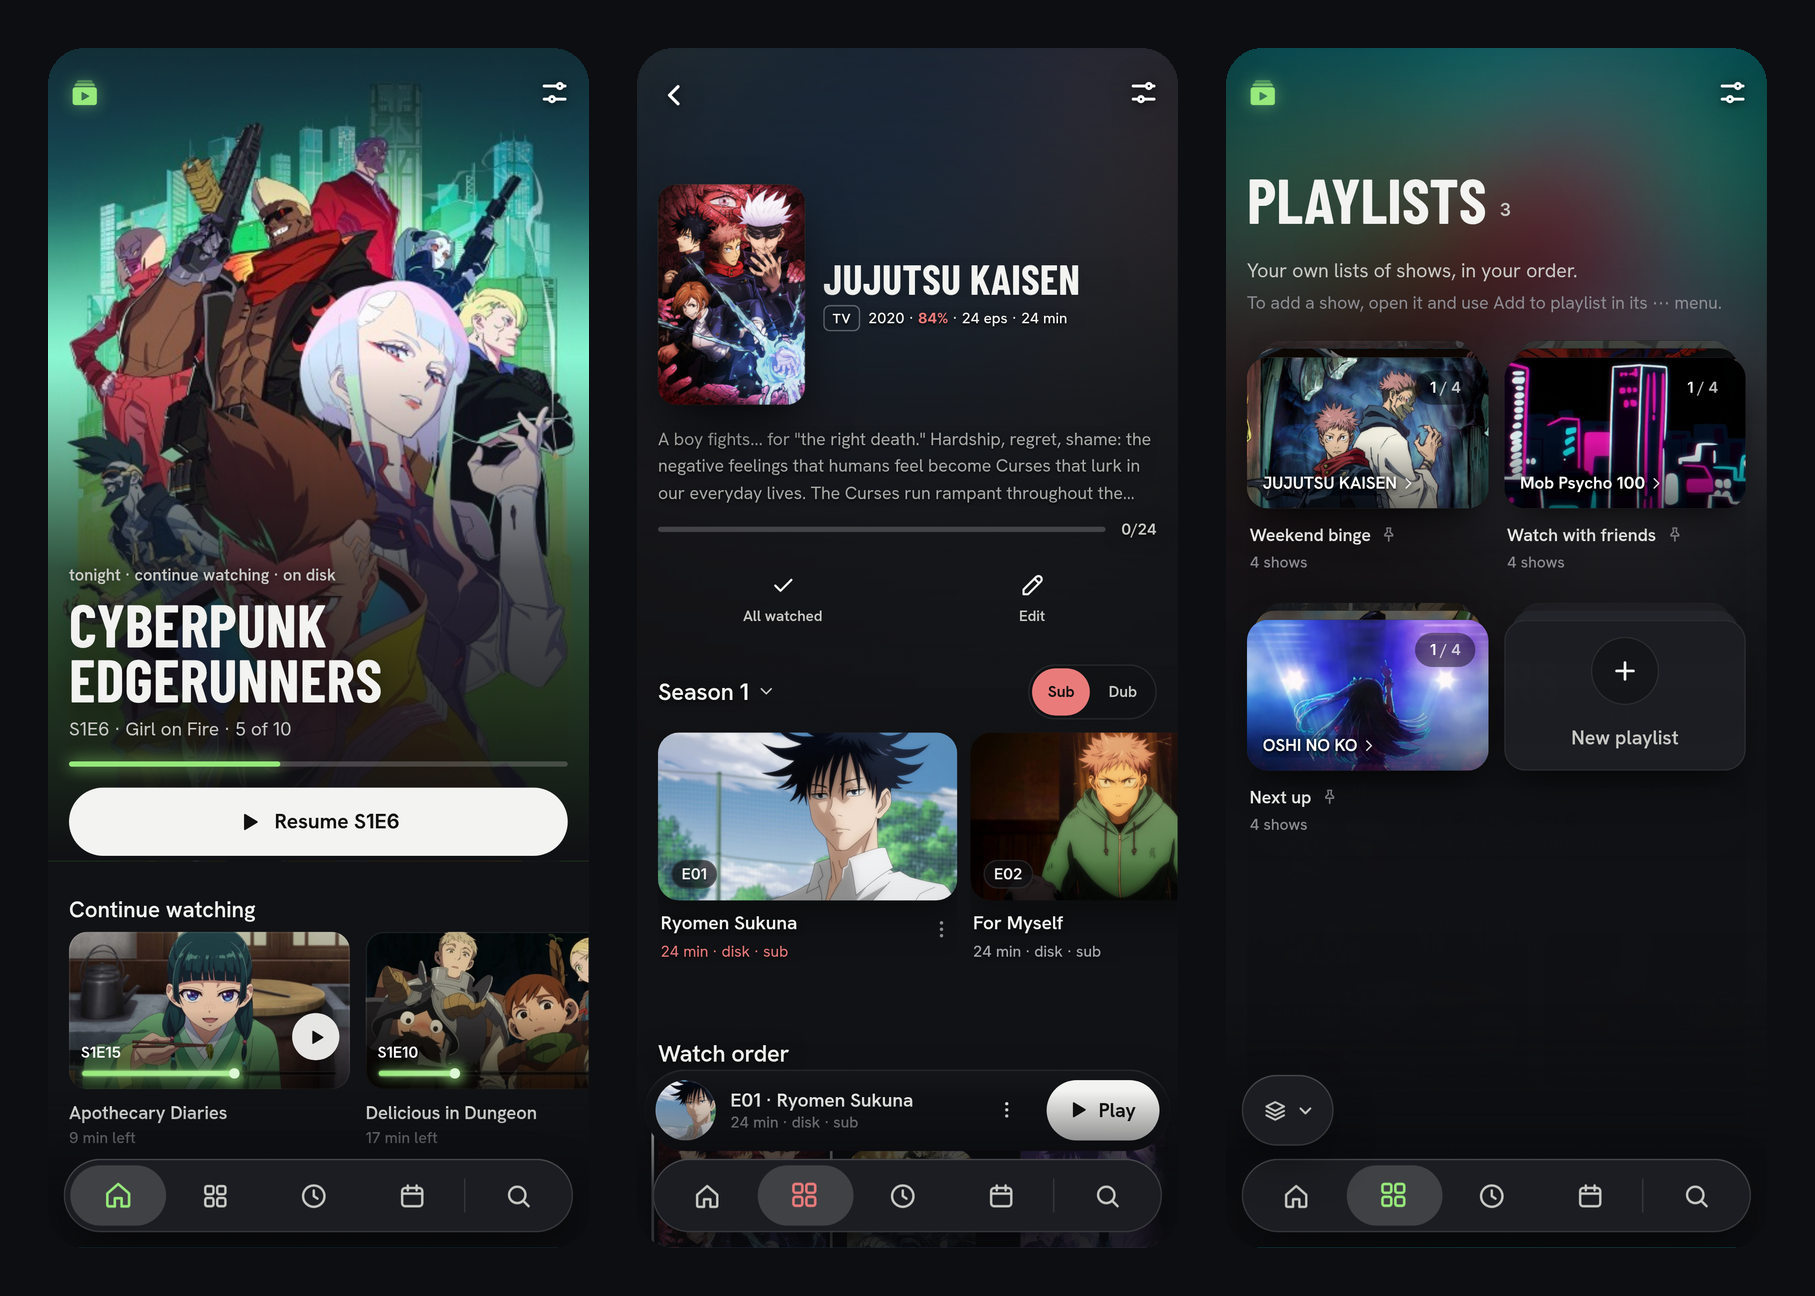 tonight · continue watching · on disk
CYBERPUNK
EDGERUNNERS
S1E6 · Girl on Fire · 5 of 10
Resume S1E6
Continue watching
S1E15
S1E10
Apothecary Diaries
Delicious in Dungeon
9 min left
17 min left
JUJUTSU KAISEN
TV 2020 · 84% · 24 eps · 24 min
A boy fights... for "the right death." Hardship, regret, shame: the
negative feelings that humans feel become Curses that lurk in
our everyday lives. The Curses run rampant throughout the...
0/24
All watched
Edit
Season 1
Sub
Dub
E01
E02
Ryomen Sukuna
For Myself
24 min · disk · sub
24 min · disk · sub
Watch order
E01 · Ryomen Sukuna
24 min · disk · sub
Play
PLAYLISTS 3
Your own lists of shows, in your order.
To add a show, open it and use Add to playlist in its ··· menu.
1 / 4
1 / 4
JUJUTSU KAISEN
Mob Psycho 100
Weekend binge
Watch with friends
4 shows
4 shows
1 / 4
OSHI NO KO
New playlist
Next up
4 shows